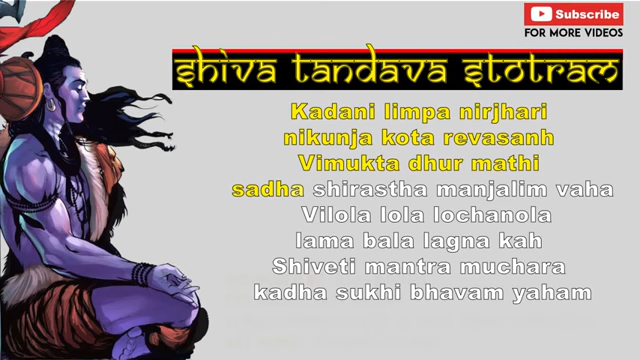 Subscribe
FOR MORE VIDEOS
SHIVA TANDAVA STOTRAM
Kadani limpa nirjhari
nikunja kota revasanh
Vimukta dhur mathi
sadha shirastha manjalim vaha
Vilola lola lochanola
lama bala lagna kah
Shiveti mantra muchara
kadha sukhi bhavam yaham